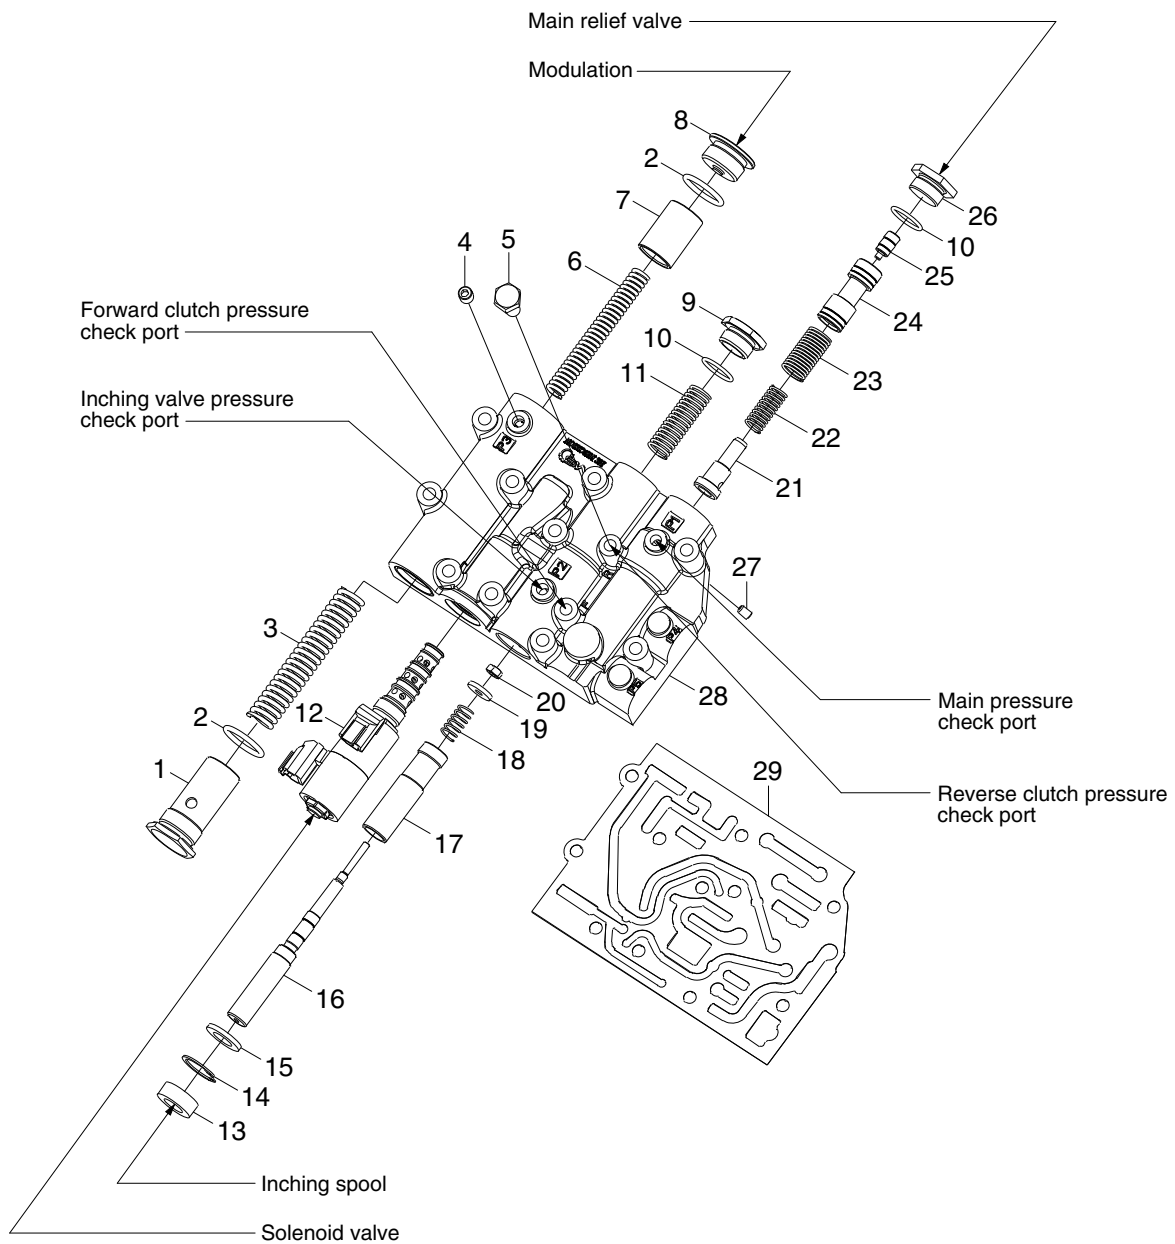 Main relief valve
Modulation
8
2
7
26
10
4
5
6
25
9
24
Forward clutch pressure
check port
10
11
23
Inching valve pressure
check port
22
P3
21
P1
P2
27
3
F
20
28
12
19
Main pressure
check port
2
18
1
29
Reverse clutch pressure
check port
17
16
15
14
13
Inching spool
Solenoid valve